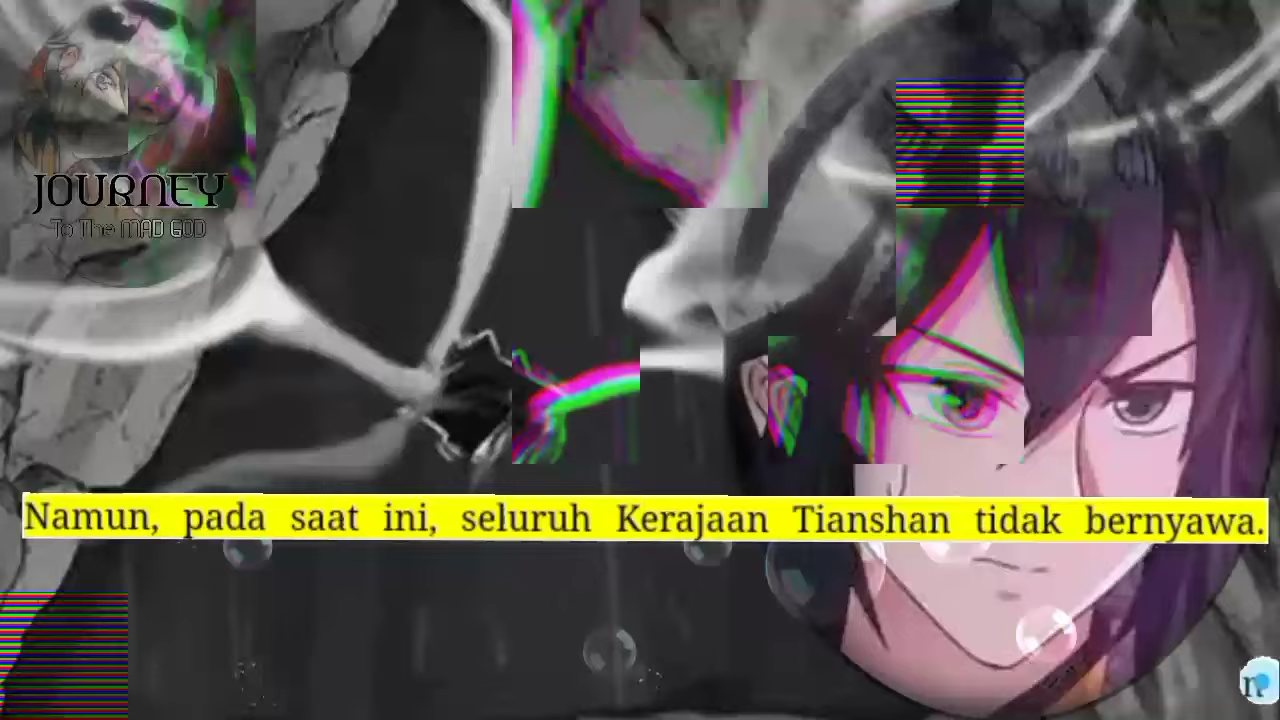 JOURNEY
To The MAD GOD
Namun, pada saat ini, seluruh Kerajaan Tianshan tidak bernyawa.
n